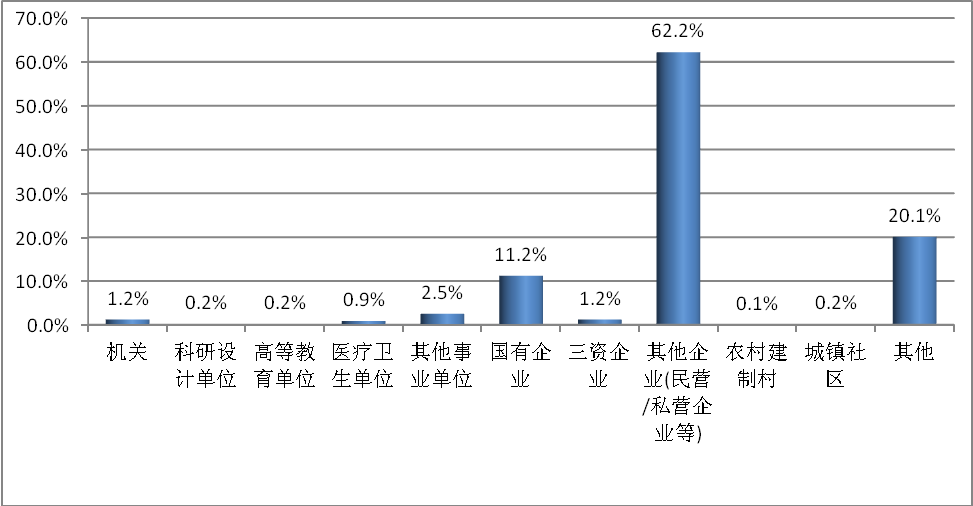 70.0%
60.0%
50.0%
40.0%
30.0%
20.0%
10.0%
0.0%
1.2%
0.2%
0.2%
0.9%
2.5%
11.2%
1.2%
62.2%
0.1%
0.2%
20.1%
机关
科研设
计单位
高等教
育单位
医疗卫
生单位
其他事
业单位
国有企
业
三资企
业
其他企
业(民营
/私营企
业等)
农村建
制村
城镇社
区
其他